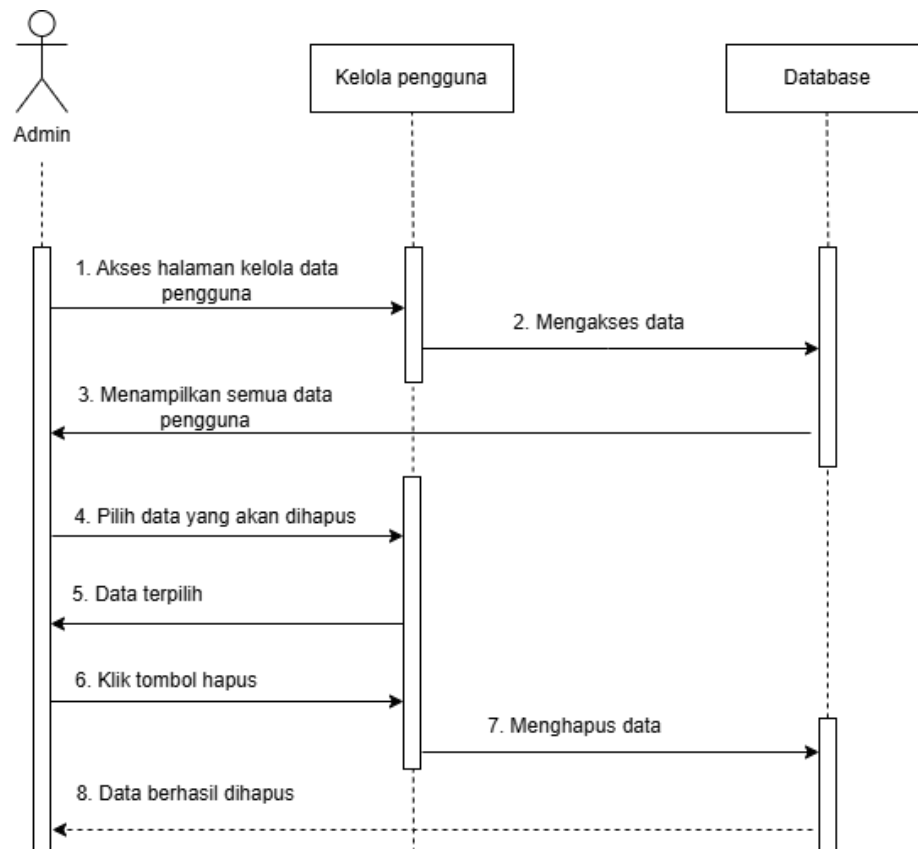 Kelola pengguna
Database
Admin
1. Akses halaman kelola data
pengguna
2. Mengakses data
3. Menampilkan semua data
pengguna
4. Pilih data yang akan dihapus
5. Data terpilih
6. Klik tombol hapus
7. Menghapus data
8. Data berhasil dihapus